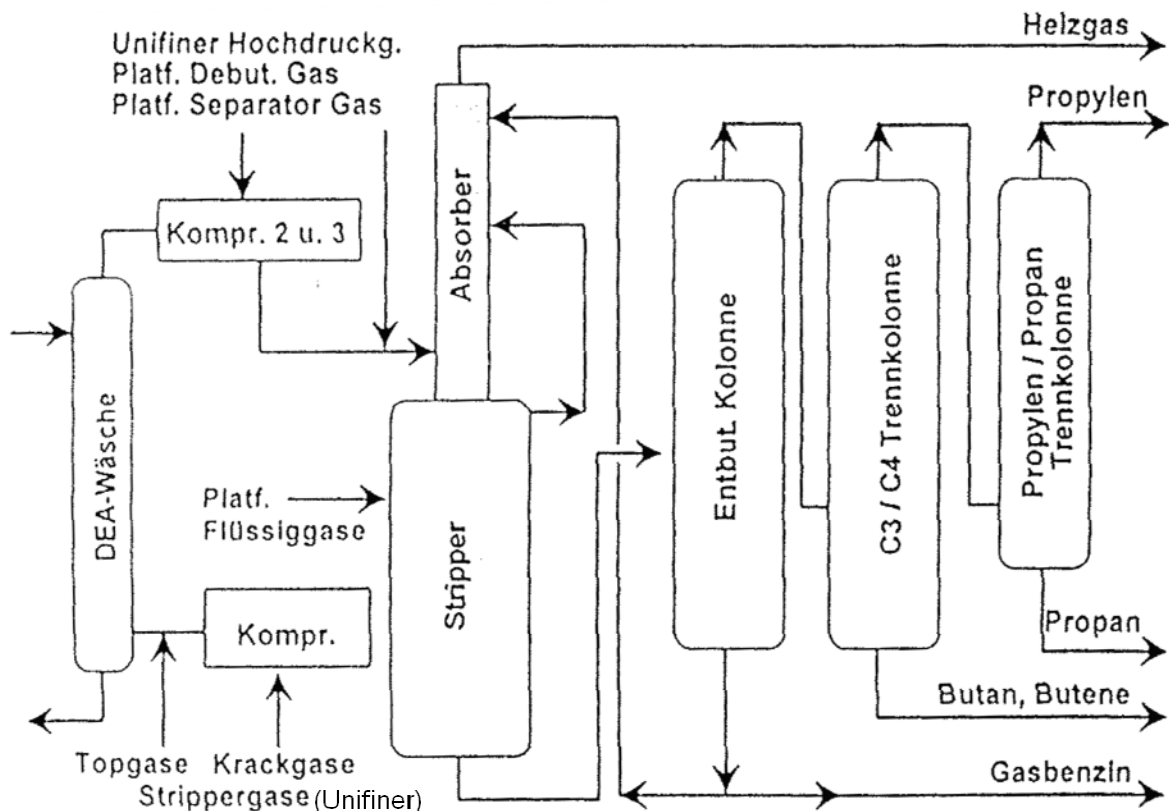 Unifiner Hochdruckg.
Platf. Debut. Gas
Platf. Separator Gas
Heizgas
Propylen
Kompr. 2 u. 3
Absorber
DEA-Wäsche
Platf.
Flüssiggase
Stripper
Entbut. Kolonne
C3 / C4 Trennkolonne
Propylen / Propan
Trennkolonne
Kompr.
Propan
Butan, Butene
Topgase
Krackgase
Strippergase (Unifiner)
Gasbenzin